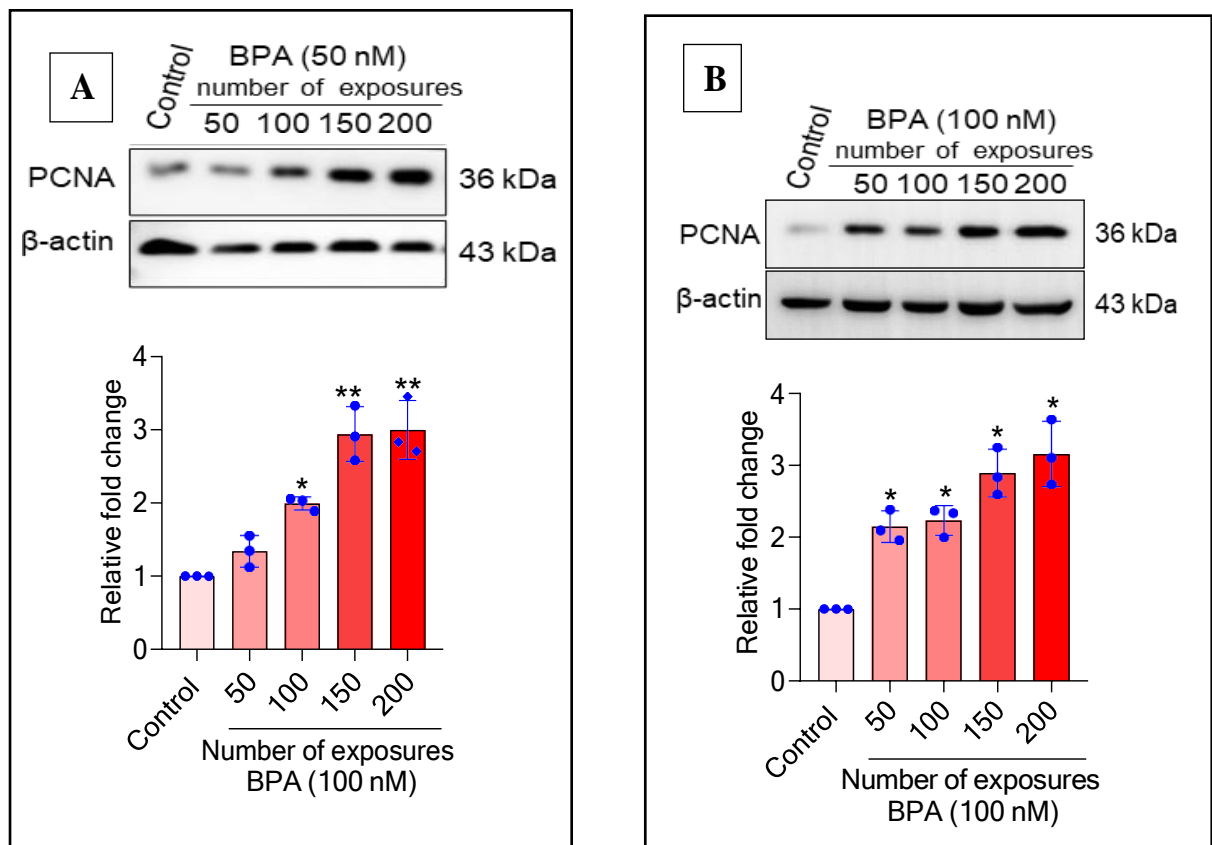 A
Control
BPA (50 nM)
number of exposures
50 100 150 200
PCNA
36 kDa
β-actin
43 kDa
Relative fold change
4
3
2
1
0
*
**
**
Control
50
100
150
200
Number of exposures
BPA (100 nM)
B
Control
BPA (100 nM)
number of exposures
50 100 150 200
PCNA
36 kDa
β-actin
43 kDa
Relative fold change
4
3
2
1
0
*
*
*
*
Control
50
100
150
200
Number of exposures
BPA (100 nM)